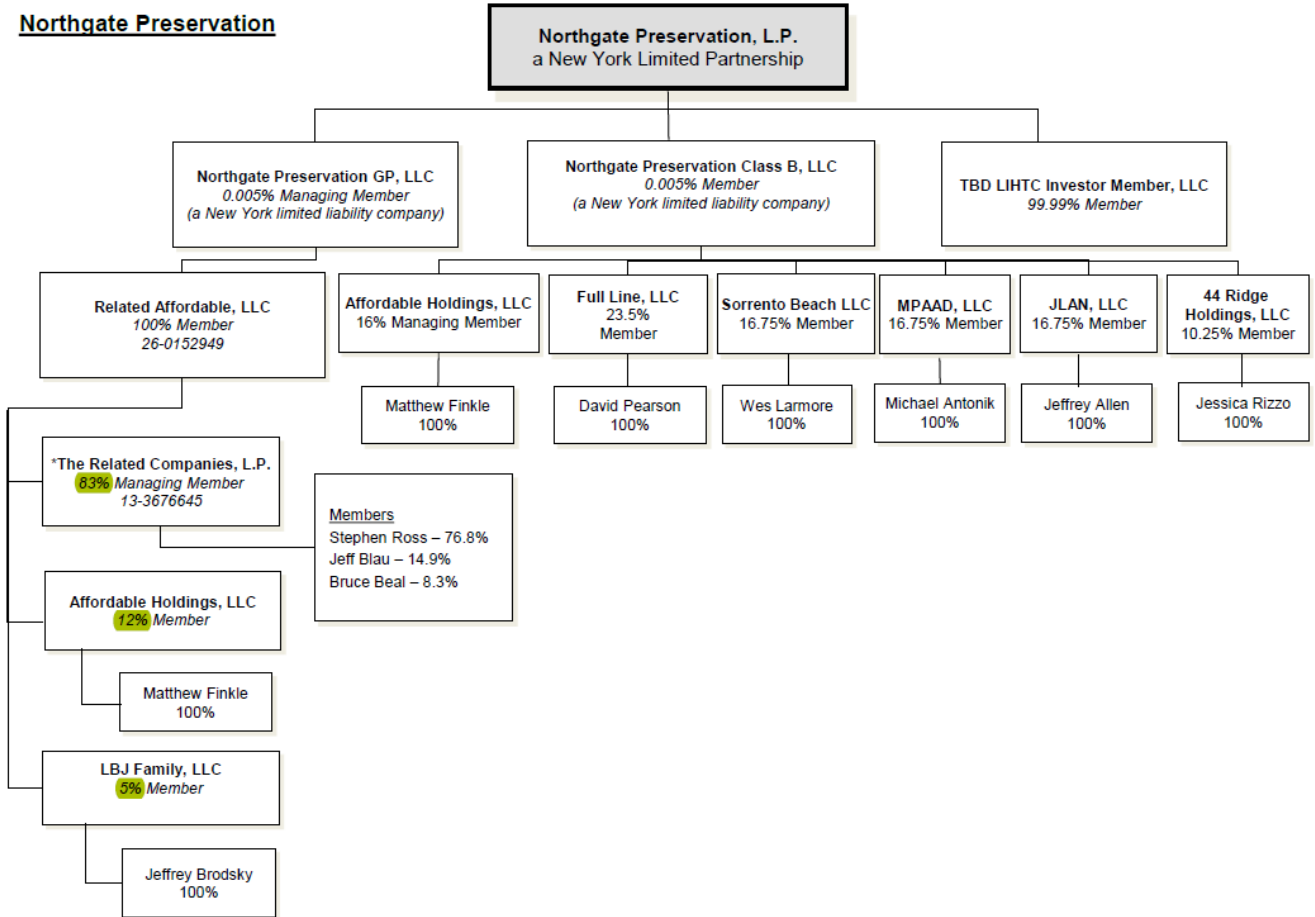 Northgate Preservation
Northgate Preservation, L.P.
a New York Limited Partnership
Northgate Preservation GP, LLC
0.005% Managing Member
(a New York limited liability company)
Northgate Preservation Class B, LLC
0.005% Member
(a New York limited liability company)
TBD LIHTC Investor Member, LLC
99.99% Member
Related Affordable, LLC
100% Member
26-0152949
Affordable Holdings, LLC
16% Managing Member
Full Line, LLC
23.5%
Member
Sorrento Beach LLC
16.75% Member
MPAAD, LLC
16.75% Member
JLAN, LLC
16.75% Member
44 Ridge
Holdings, LLC
10.25% Member
Matthew Finkle
100%
David Pearson
100%
Wes Larmore
100%
Michael Antonik
100%
Jeffrey Allen
100%
Jessica Rizzo
100%
*The Related Companies, L.P.
83% Managing Member
13-3676645
Members
Stephen Ross – 76.8%
Jeff Blau – 14.9%
Bruce Beal – 8.3%
Affordable Holdings, LLC
12% Member
Matthew Finkle
100%
LBJ Family, LLC
5% Member
Jeffrey Brodsky
100%